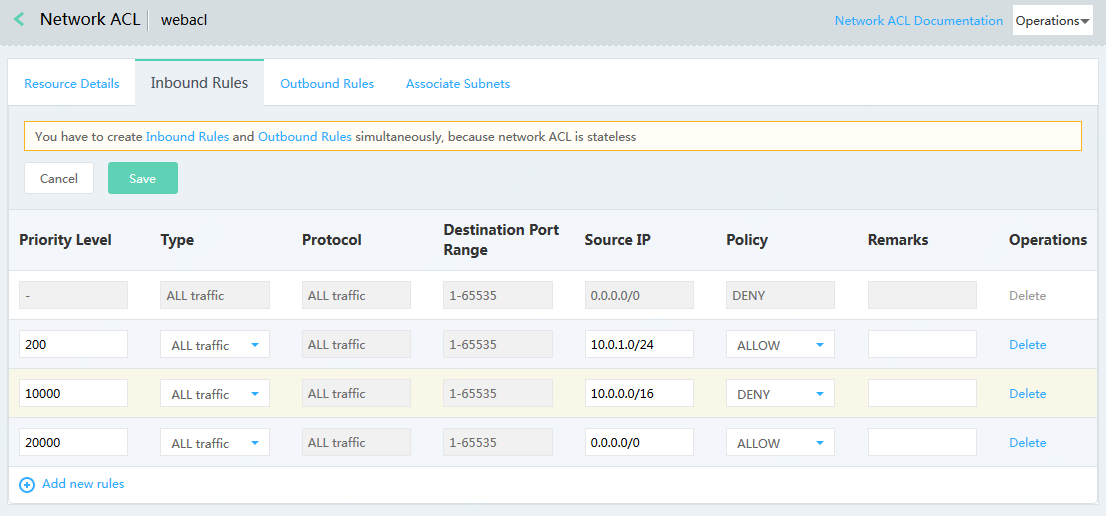 Network ACL webacl Network ACL Documentation Operations
Resource Details Inbound Rules Outbound Rules Associate Subnets
You have to create Inbound Rules and Outbound Rules simultaneously, because network ACL is stateless
Cancel Save
Priority Level Type Protocol Destination Port Range Source IP Policy Remarks Operations
- ALL traffic ALL traffic 1-65535 0.0.0.0/0 DENY Delete
200 ALL traffic ALL traffic 1-65535 10.0.1.0/24 ALLOW Delete
10000 ALL traffic ALL traffic 1-65535 10.0.0.0/16 DENY Delete
20000 ALL traffic ALL traffic 1-65535 0.0.0.0/0 ALLOW Delete
Add new rules